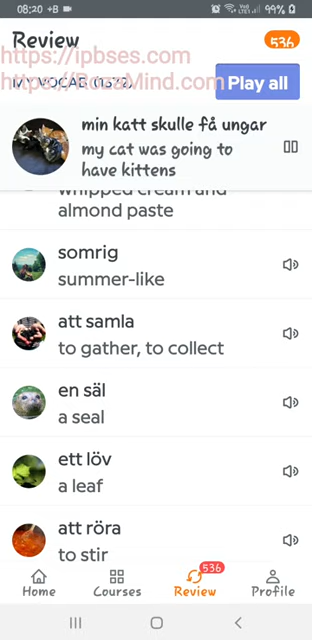 08:20 +B
99%
Review
536
https://ipbses.com
MY VOCAB (1572)
https://RosaMind.com
Play all
min katt skulle få ungar
my cat was going to
have kittens
whipped cream and
almond paste
somrig
summer-like
att samla
to gather, to collect
en säl
a seal
ett löv
a leaf
att röra
to stir
536
Home
Courses
Review
Profile